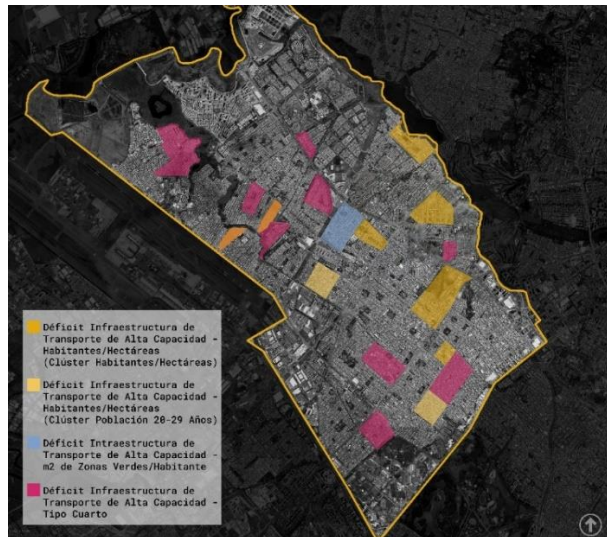 Déficit Infraestructura de
Transporte de Alta Capacidad -
Habitantes/Hectáreas
(Clúster Habitantes/Hectáreas)
Déficit Infraestructura de
Transporte de Alta Capacidad -
Habitantes/Hectáreas
(Clúster Población 20-29 Años)
Déficit Intraestructura de
Transporte de Alta Capacidad -
m2 de Zonas Verdes/Habitante
Déficit Infraestructura de
Transporte de Alta Capacidad -
Tipo Cuarto